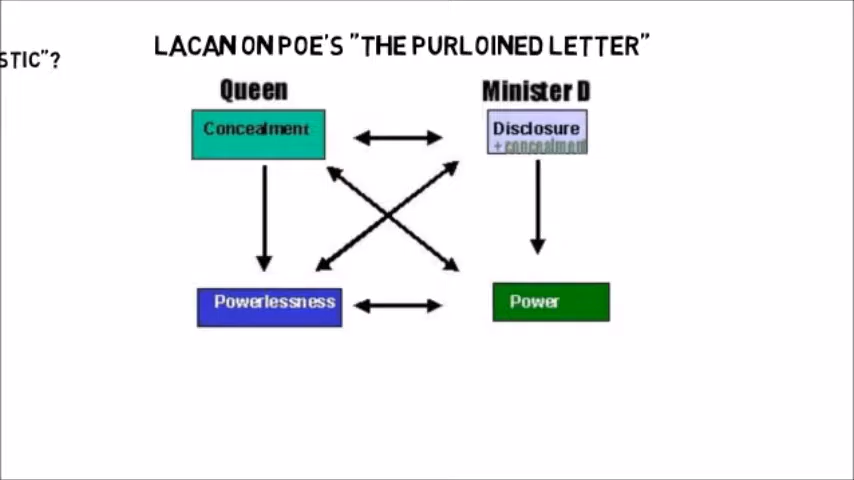 LACAN ON POE'S "THE PURLOINED LETTER"
STIC"?
Queen Minister D
Concealment Disclosure
+ concealment
Powerlessness Power